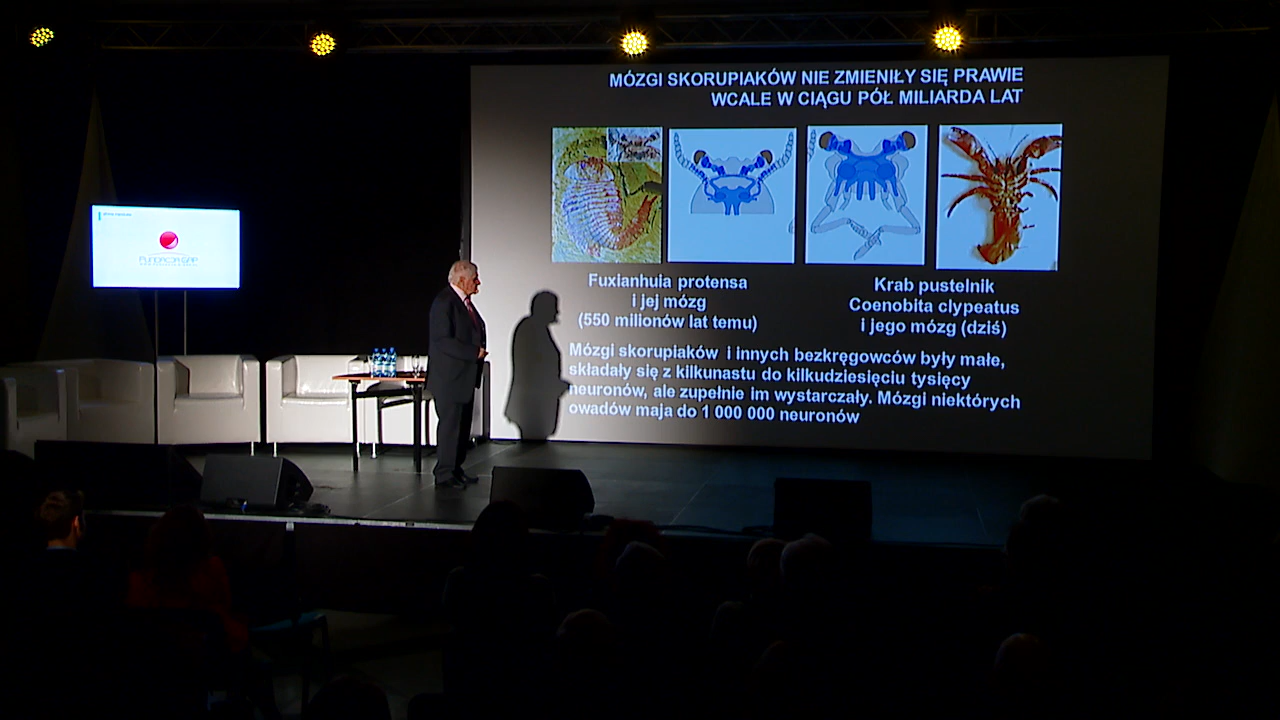 MÓZGI SKORUPIAKÓW NIE ZMIENIŁY SIĘ PRAWIE
WCALE W CIĄGU PÓŁ MILIARDA LAT
Fuxianhuia protensa
i jej mózg
(550 milionów lat temu)
Krab pustelnik
Coenobita clypeatus
i jego mózg (dziś)
Mózgi skorupiaków i innych bezkręgowców były małe,
składały się z kilkunastu do kilkudziesięciu tysięcy
neuronów, ale zupełnie im wystarczały. Mózgi niektórych
owadów maja do 1 000 000 neuronów